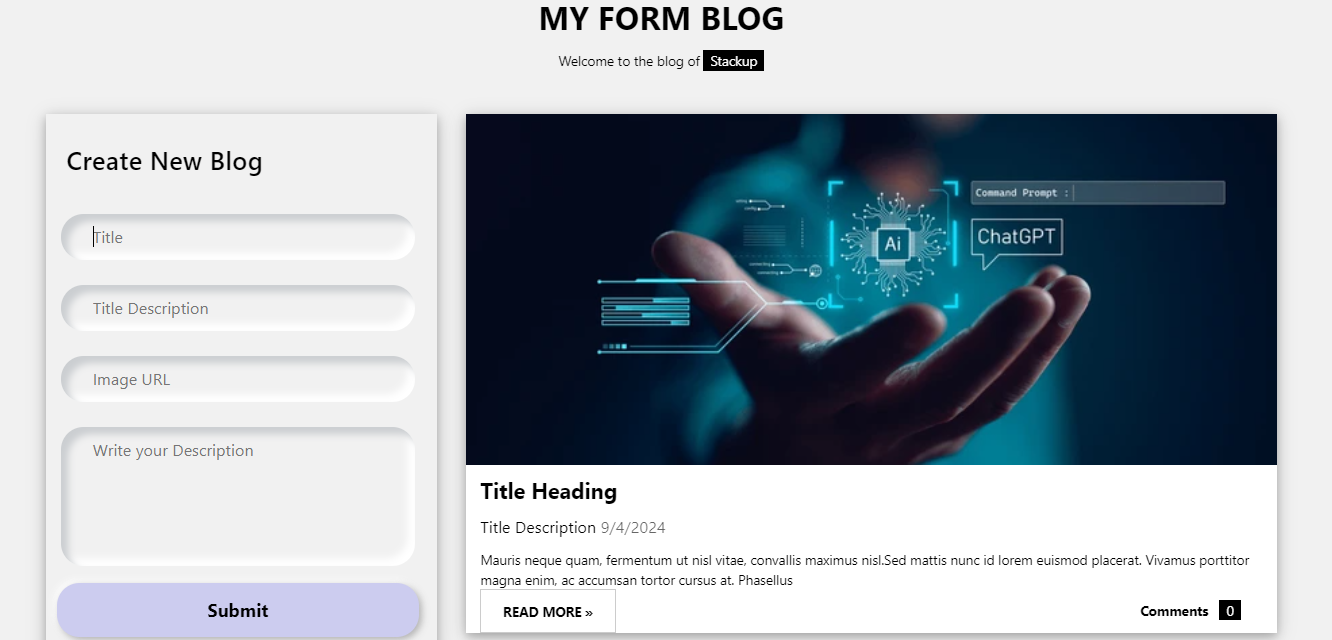 MY FORM BLOG
Welcome to the blog of Stackup
Create New Blog
Title
Title Description
Image URL
Write your Description
Submit
Command Prompt :
ChatGPT
Ai
Title Heading
Title Description 9/4/2024
Mauris neque quam, fermentum ut nisl vitae, convallis maximus nisl.Sed mattis nunc id lorem euismod placerat. Vivamus porttitor
magna enim, ac accumsan tortor cursus at. Phasellus
READ MORE »
Comments 0